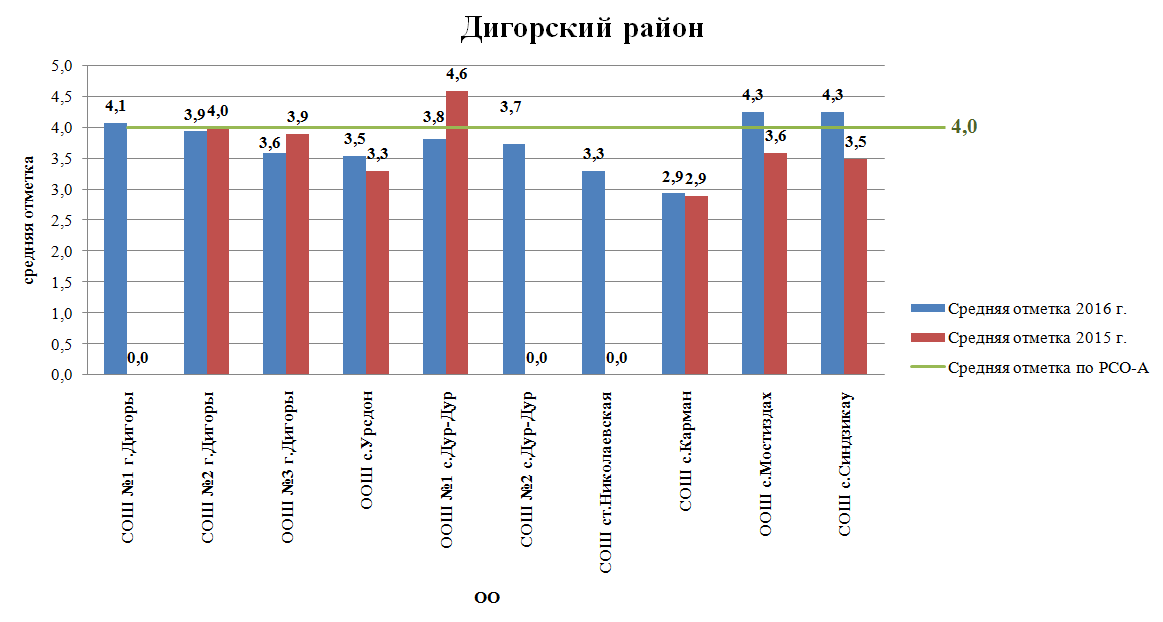 Дигорский район
средняя отметка
5,0
4,5
4,0
3,5
3,0
2,5
2,0
1,5
1,0
0,5
0,0
4,1
0,0
3,9
4,0
3,6
3,9
3,5
3,3
3,8
4,6
3,7
0,0
3,3
0,0
2,9
2,9
4,3
3,6
4,3
3,5
4,0
СОШ №1 г.Дигоры
СОШ №2 г.Дигоры
ООШ №3 г.Дигоры
ООШ с.Урсдон
ООШ №1 с.Дур-Дур
СОШ №2 с.Дур-Дур
СОШ ст.Николаевская
СОШ с.Карман
ООШ с.Мостиздах
СОШ с.Синдзикау
ОО
Средняя отметка 2016 г.
Средняя отметка 2015 г.
Средняя отметка по РСО-А